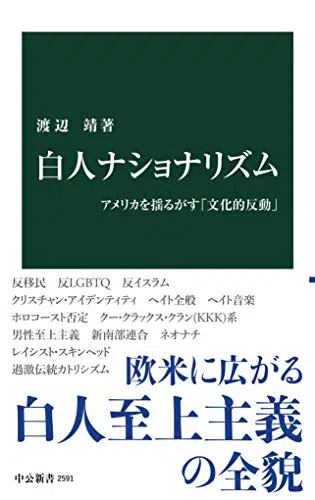 渡辺 靖著
白人ナショナリズム
アメリカを揺るがす「文化的反動」
反移民 反LGBTQ 反イスラム
クリスチャン・アイデンティティ ヘイト全般 ヘイト音楽
ホロコースト否定 クー・クラックス・クラン(KKK)系
男性至上主義 新南部連合 ネオナチ
レイシスト・スキンヘッド
過激伝統カトリシズム
欧米に広がる
白人至上主義
の全貌
中公新書 2591